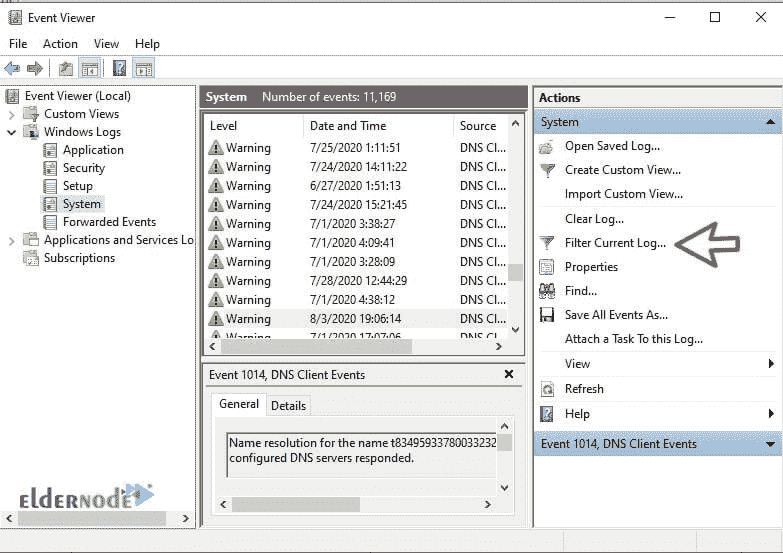 Event Viewer
File Action View Help
Event Viewer (Local)
Custom Views
Windows Logs
Application
Security
Setup
System
Forwarded Events
Applications and Services Lo
Subscriptions
System Number of events: 11,169
Level Date and Time Source
Warning 7/25/2020 1:11:51 DNS Cl...
Warning 7/24/2020 14:11:22 DNS Cl...
Warning 6/27/2020 1:51:13 DNS Cl...
Warning 7/24/2020 15:21:45 DNS Cl...
Warning 7/1/2020 3:38:27 DNS Cl...
Warning 7/1/2020 4:09:41 DNS Cl...
Warning 7/1/2020 3:28:09 DNS Cl...
Warning 7/28/2020 12:44:29 DNS Cl...
Warning 7/1/2020 4:38:12 DNS Cl...
Warning 8/3/2020 19:06:14 DNS Cl...
Warning 7/1/2020 17:07:06 DNS Cl...
Event 1014, DNS Client Events
General Details
Name resolution for the name t83495933780033232
configured DNS servers responded.
Actions
System
Open Saved Log...
Create Custom View...
Import Custom View...
Clear Log...
Filter Current Log...
Properties
Find...
Save All Events As...
Attach a Task To this Log...
View
Refresh
Help
Event 1014, DNS Client Events
eldernode